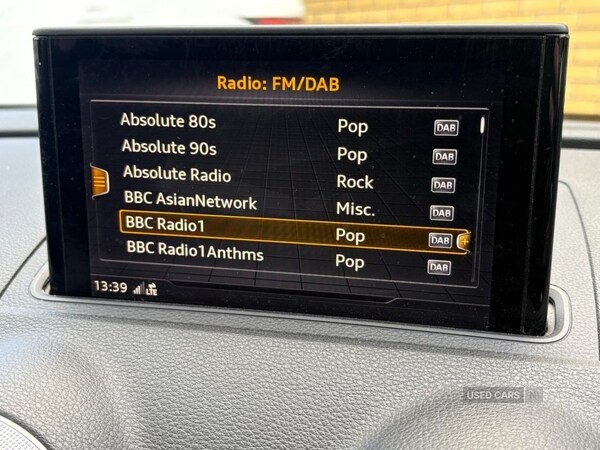 Radio: FM/DAB
Absolute 80s Pop DAB
Absolute 90s Pop DAB
Absolute Radio Rock DAB
BBC AsianNetwork Misc. DAB
BBC Radio1 Pop DAB
BBC Radio1Anthms Pop DAB
13:39 LTE
USED CARS NI